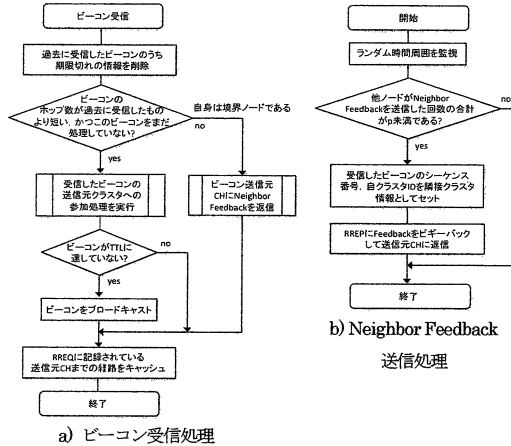 ビーコン受信
過去に受信したビーコンのうち
期限切れの情報を削除
ビーコンの
ホップ数が過去に受信したもの
より短い、かつこのビーコンをまだ
処理していない?
自身は境界ノードである
no
yes
受信したビーコンの
送信元クラスタへの
参加処理を実行
ビーコン送信元
CHにNeighbor
Feedbackを返信
ビーコンがTTLに
達していない?
no
yes
ビーコンをブロードキャスト
RREQに記録されている
送信元CHまでの経路をキャッシュ
終了
a) ビーコン受信処理
開始
ランダム時間周囲を監視
他ノードがNeighbor
Feedbackを送信した回数の合計
がp未満である?
no
yes
受信したビーコンのシーケンス
番号、自クラスタIDを隣接クラスタ
情報としてセット
RREPにFeedbackをピギーバック
して送信元CHに返信
終了
b) Neighbor Feedback
送信処理